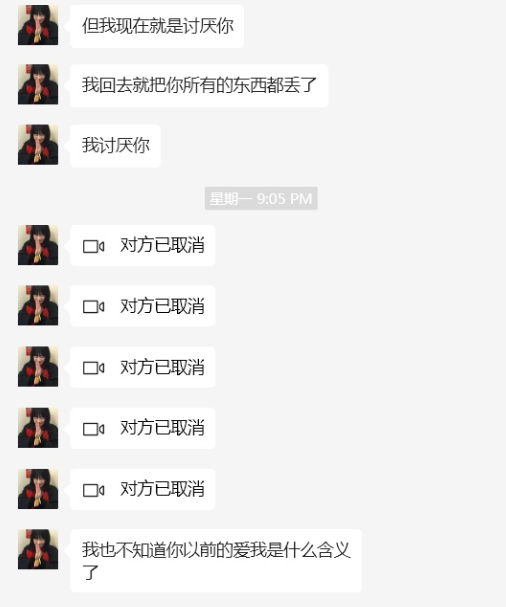 但我现在就是讨厌你
我回去就把你所有的东西都丢了
我讨厌你
星期一 9:05 PM
对方已取消
对方已取消
对方已取消
对方已取消
对方已取消
我也不知道你以前的爱我是什么含义
了